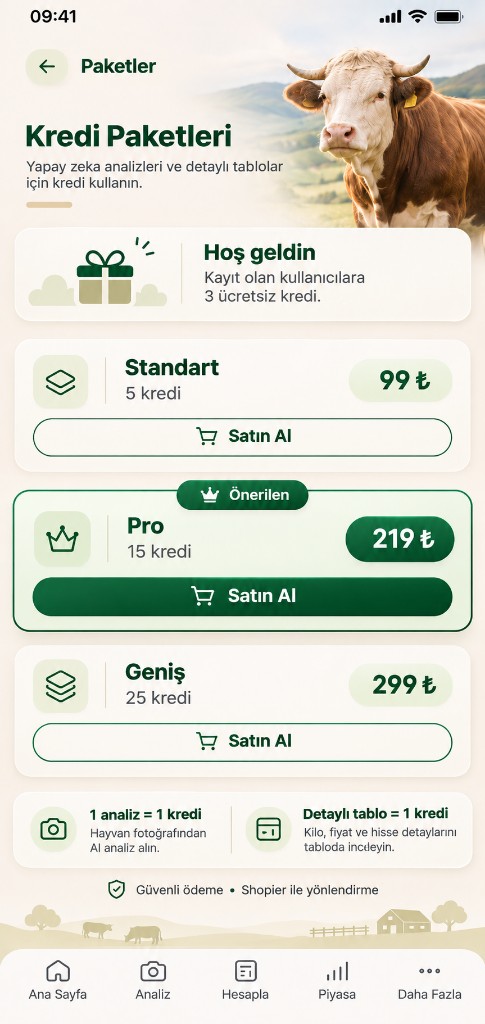 09:41
Paketler
Kredi Paketleri
Yapay zeka analizleri ve detaylı tablolar
için kredi kullanın.
Hoş geldin
Kayıt olan kullanıcılara
3 ücretsiz kredi.
Standart
5 kredi
99 ₺
Satın Al
Önerilen
Pro
15 kredi
219 ₺
Satın Al
Geniş
25 kredi
299 ₺
Satın Al
1 analiz = 1 kredi
Hayvan fotoğrafından
AI analiz alın.
Detaylı tablo = 1 kredi
Kilo, fiyat ve hisse detaylarını
tabloda inceleyin.
Güvenli ödeme • Shopier ile yönlendirme
Ana Sayfa
Analiz
Hesapla
Piyasa
Daha Fazla